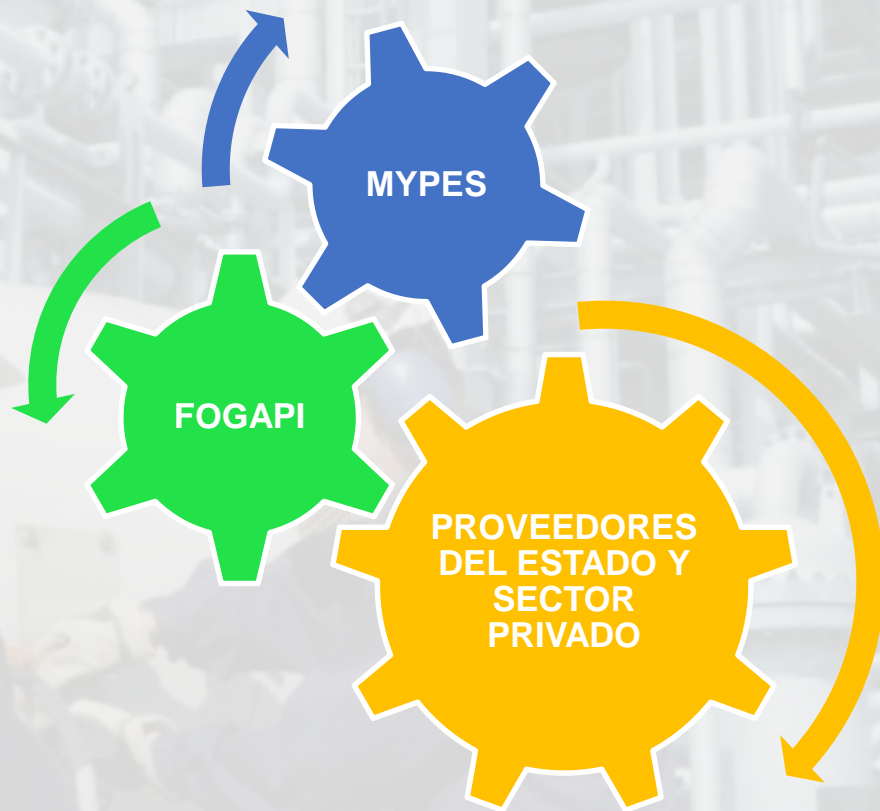 MYPES
FOGAPI
PROVEEDORES
DEL ESTADO Y
SECTOR
PRIVADO